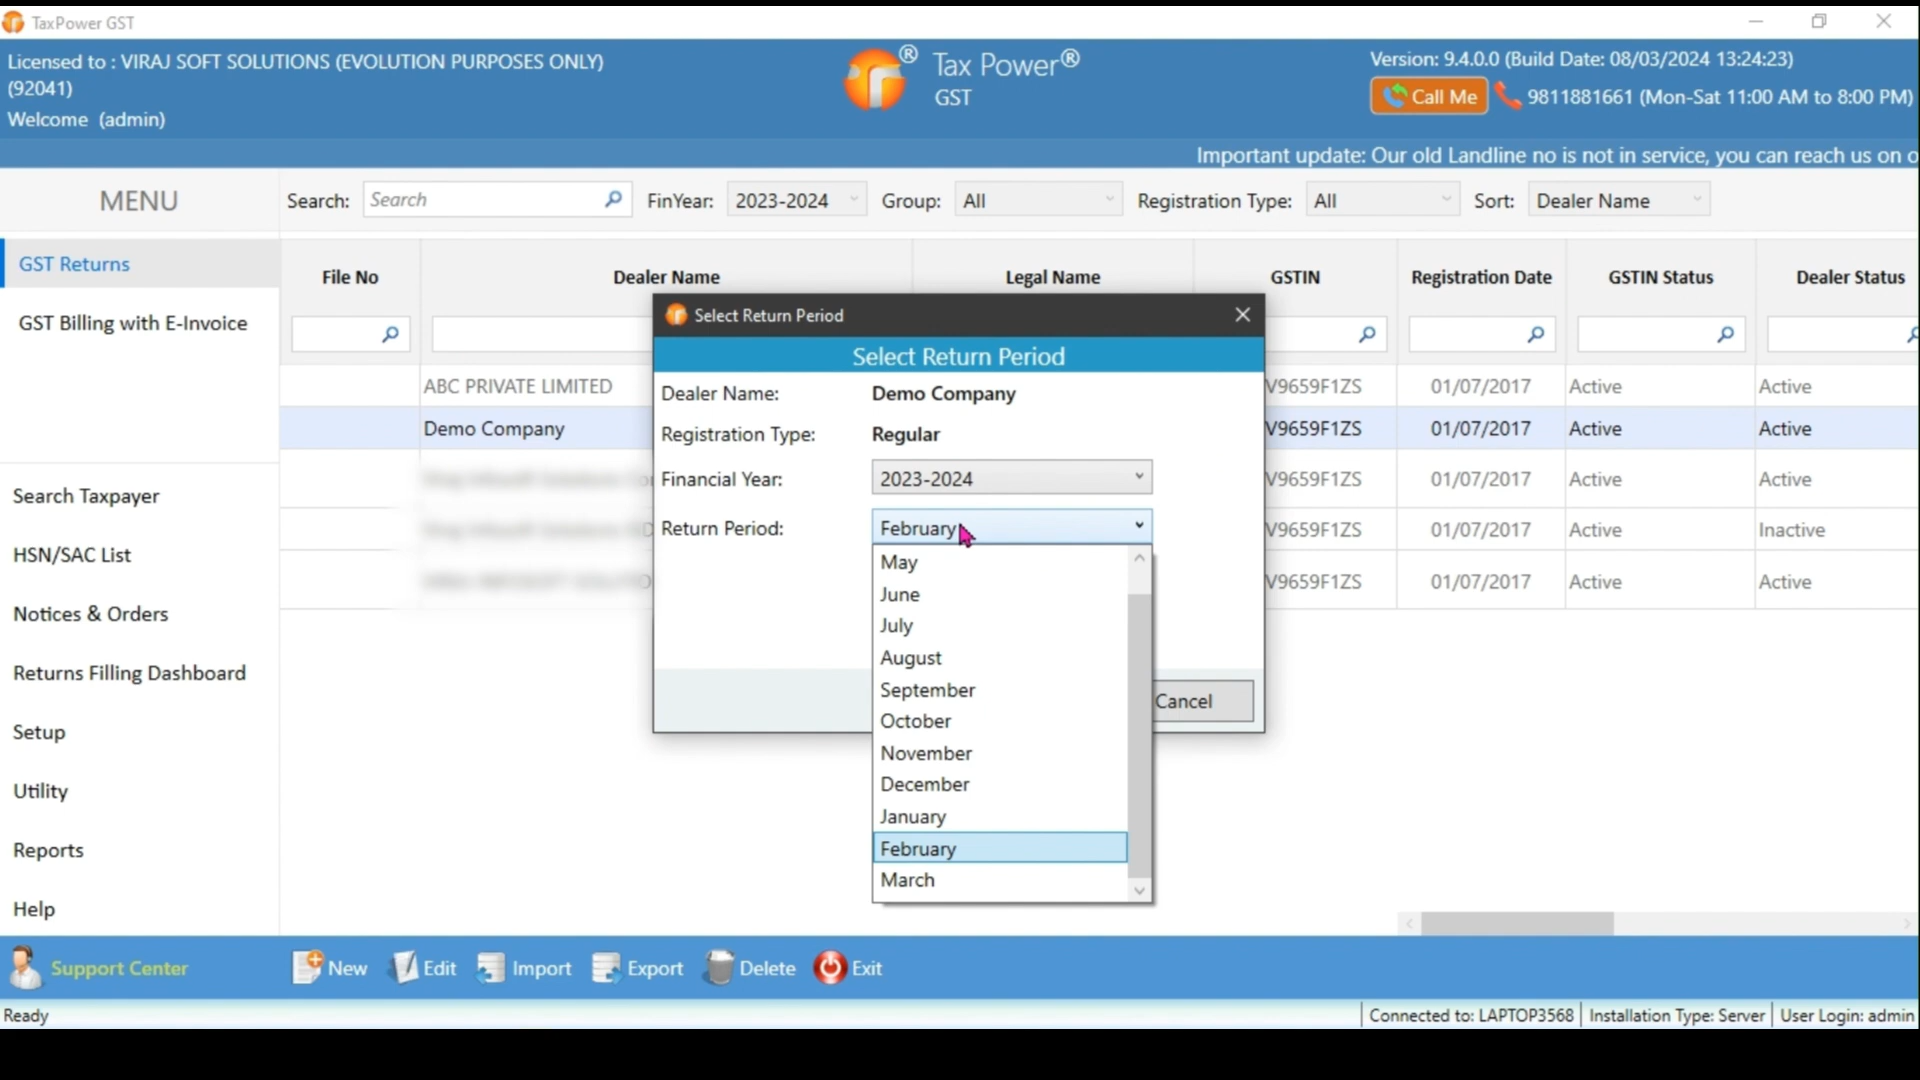 TaxPower GST
Licensed to : VIRAJ SOFT SOLUTIONS (EVOLUTION PURPOSES ONLY)
(92041)
Welcome (admin)
Tax Power®
GST
Version: 9.4.0.0 (Build Date: 08/03/2024 13:24:23)
Call Me 9811881661 (Mon-Sat 11:00 AM to 8:00 PM)
Important update: Our old Landline no is not in service, you can reach us on o
MENU
Search: Search FinYear: 2023-2024 Group: All Registration Type: All Sort: Dealer Name
GST Returns
GST Billing with E-Invoice
Search Taxpayer
HSN/SAC List
Notices & Orders
Returns Filling Dashboard
Setup
Utility
Reports
Help
File No Dealer Name Legal Name GSTIN Registration Date GSTIN Status Dealer Status
ABC PRIVATE LIMITED V9659F1ZS 01/07/2017 Active Active
Demo Company V9659F1ZS 01/07/2017 Active Active
V9659F1ZS 01/07/2017 Active Active
V9659F1ZS 01/07/2017 Active Inactive
V9659F1ZS 01/07/2017 Active Active
Select Return Period
Select Return Period
Dealer Name: Demo Company
Registration Type: Regular
Financial Year: 2023-2024
Return Period: February
May
June
July
August
September
October
November
December
January
February
March
Cancel
Support Center New Edit Import Export Delete Exit
Ready Connected to: LAPTOP3568 Installation Type: Server User Login: admin